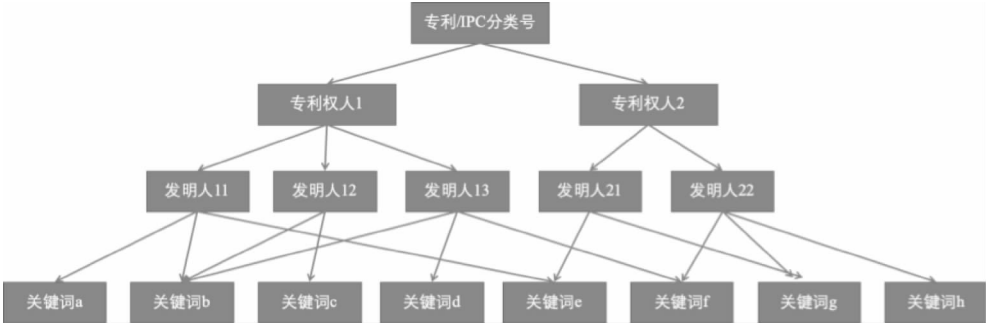 专利/IPC分类号
专利权人1
专利权人2
发明人11
发明人12
发明人13
发明人21
发明人22
关键词a
关键词b
关键词c
关键词d
关键词e
关键词f
关键词g
关键词h